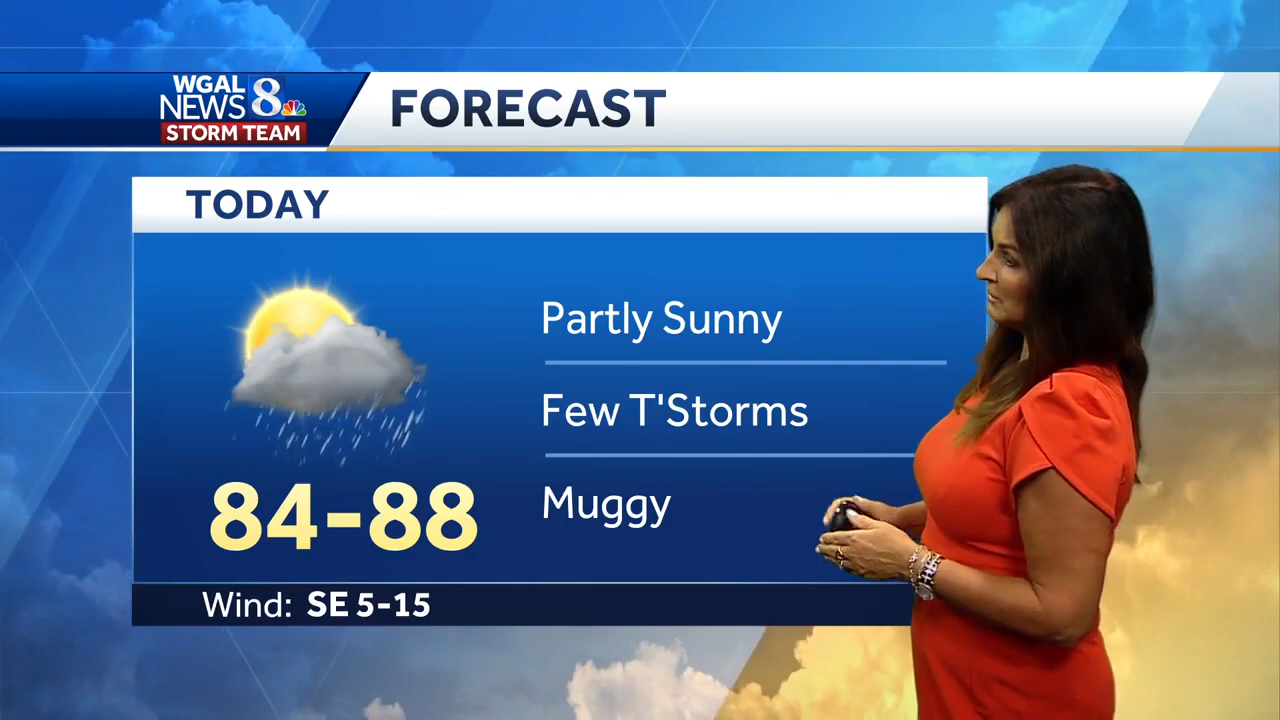 WGAL
NEWS 8
STORM TEAM
FORECAST
TODAY
Partly Sunny
Few T'Storms
Muggy
84-88
Wind: SE 5-15